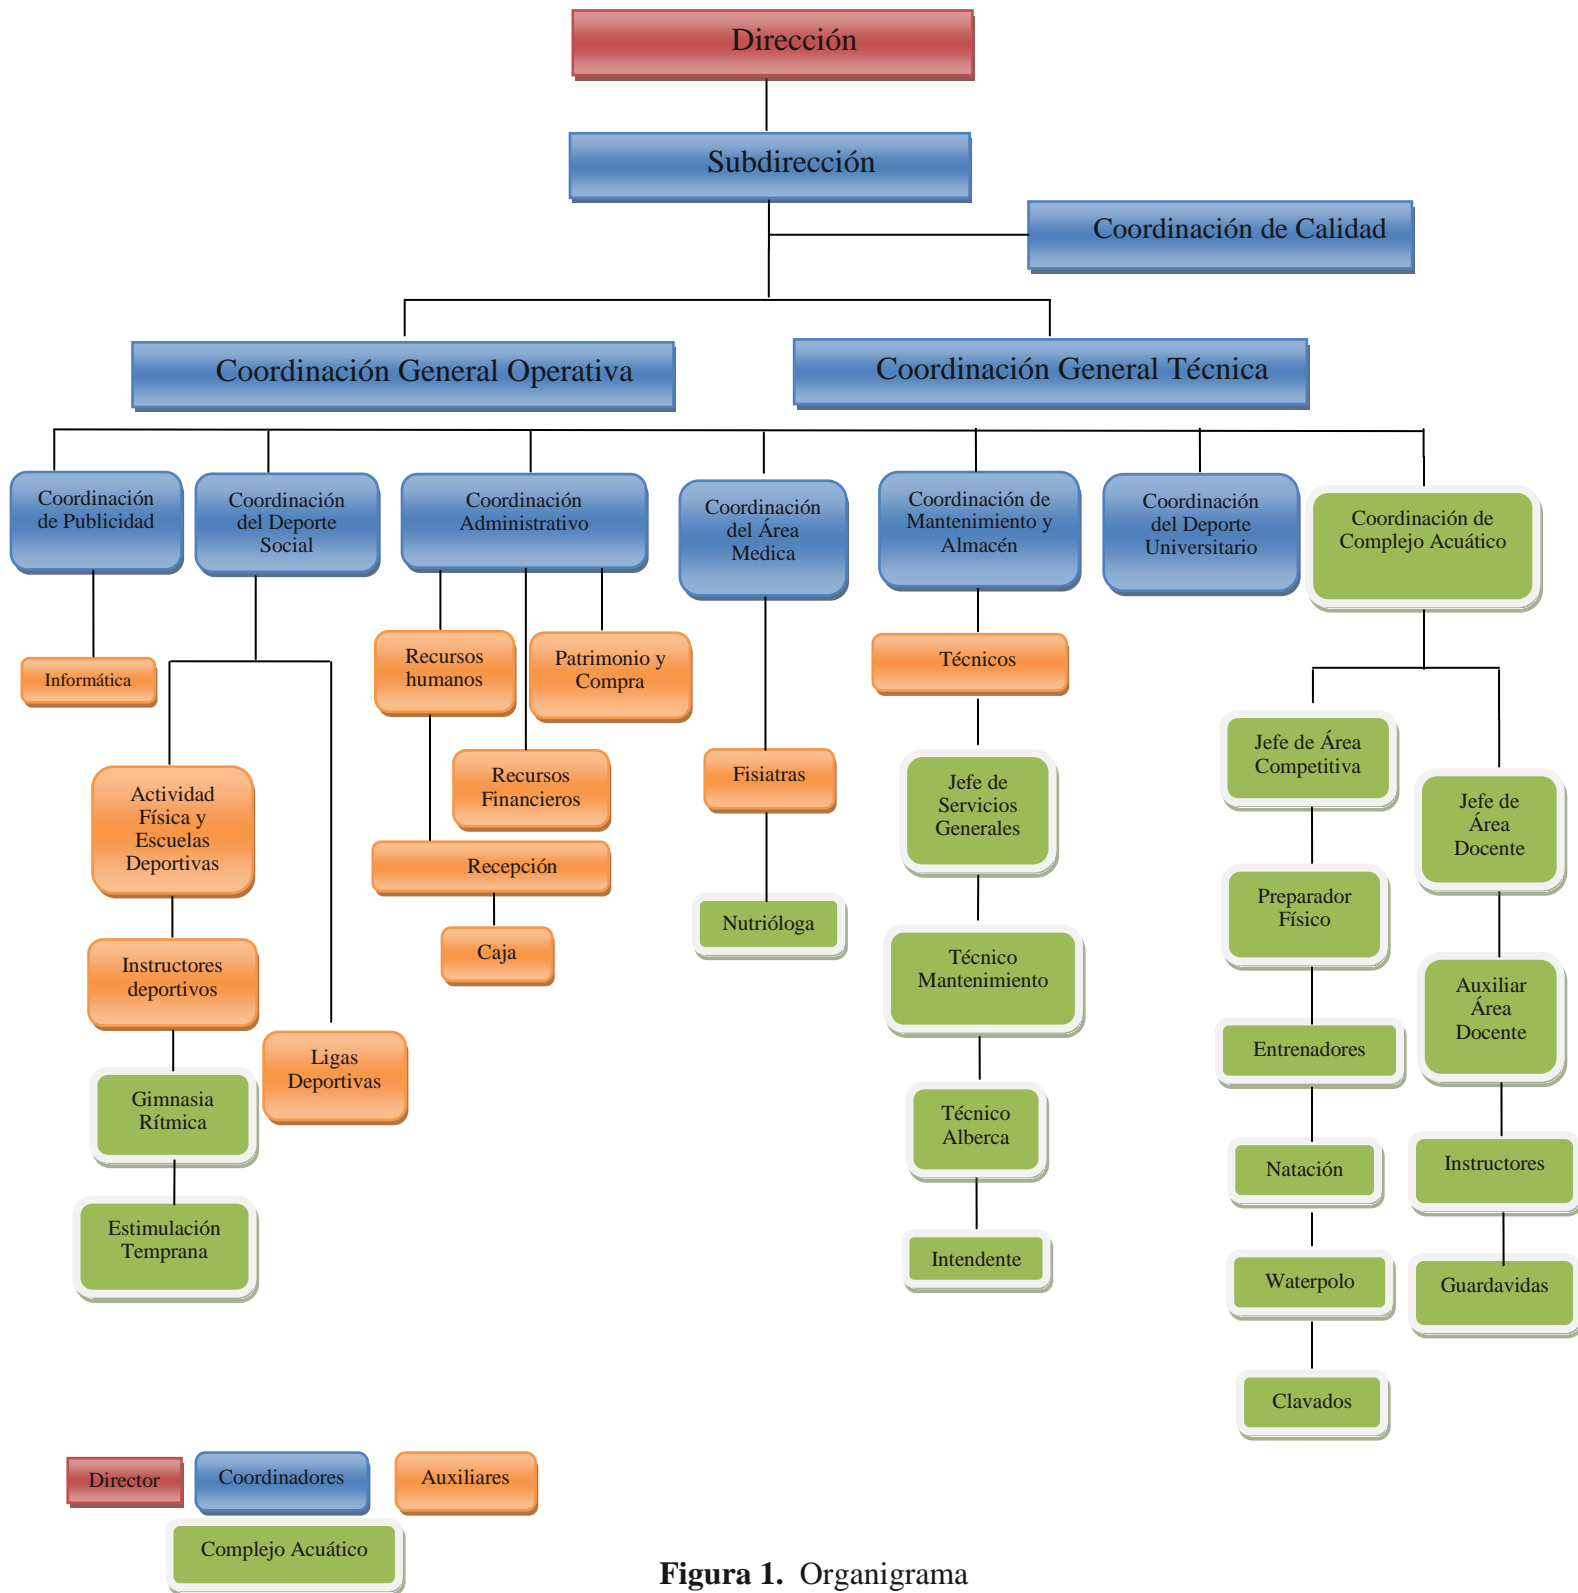 Dirección
Subdirección
Coordinación de Calidad
Coordinación General Operativa
Coordinación General Técnica
Coordinación
de Publicidad
Coordinación
del Deporte
Social
Coordinación
Administrativo
Coordinación
del Área
Medica
Coordinación de
Mantenimiento y
Almacén
Coordinación
del Deporte
Universitario
Coordinación de
Complejo Acuático
Informática
Recursos
humanos
Patrimonio y
Compra
Técnicos
Actividad
Física y
Escuelas
Deportivas
Recursos
Financieros
Fisiatras
Jefe de
Servicios
Generales
Jefe de Área
Competitiva
Jefe de
Área
Docente
Recepción
Preparador
Físico
Nutrióloga
Caja
Instructores
deportivos
Técnico
Mantenimiento
Auxiliar
Área
Docente
Entrenadores
Ligas
Deportivas
Gimnasia
Rítmica
Técnico
Alberca
Natación
Instructores
Estimulación
Temprana
Intendente
Waterpolo
Guardavidas
Clavados
Director
Coordinadores
Auxiliares
Complejo Acuático
Figura 1. Organigrama